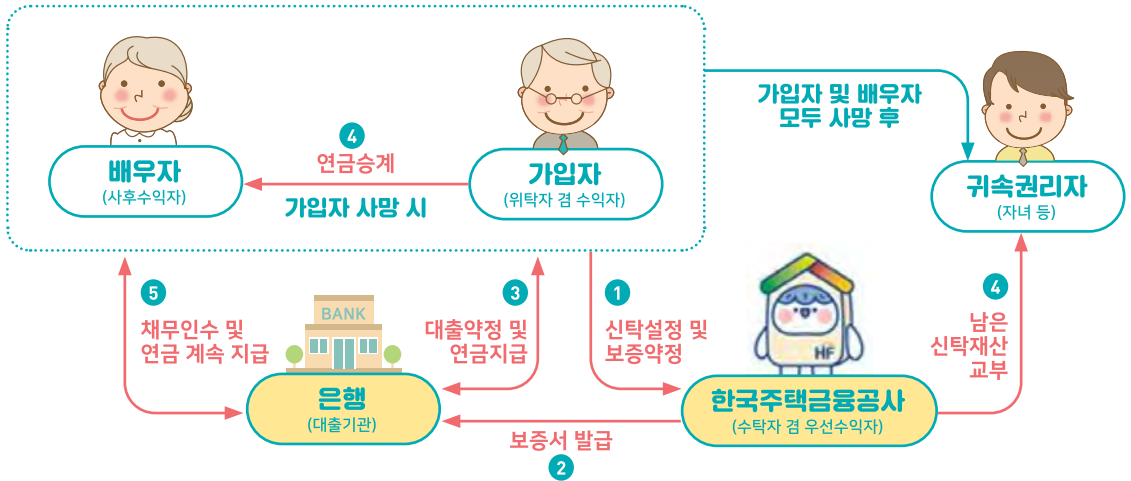 가입자 및 배우자
모두 사망 후
4
연금승계
배우자
(사후수익자)
가입자 사망 시
가입자
(위탁자 겸 수익자)
귀속권리자
(자녀 등)
5
채무인수 및
연금 계속 지급
BANK
3
대출약정 및
연금지급
1
신탁설정 및
보증약정
HF
4
남은
신탁재산
교부
은행
(대출기관)
한국주택금융공사
(수탁자 겸 우선수익자)
보증서 발급
2